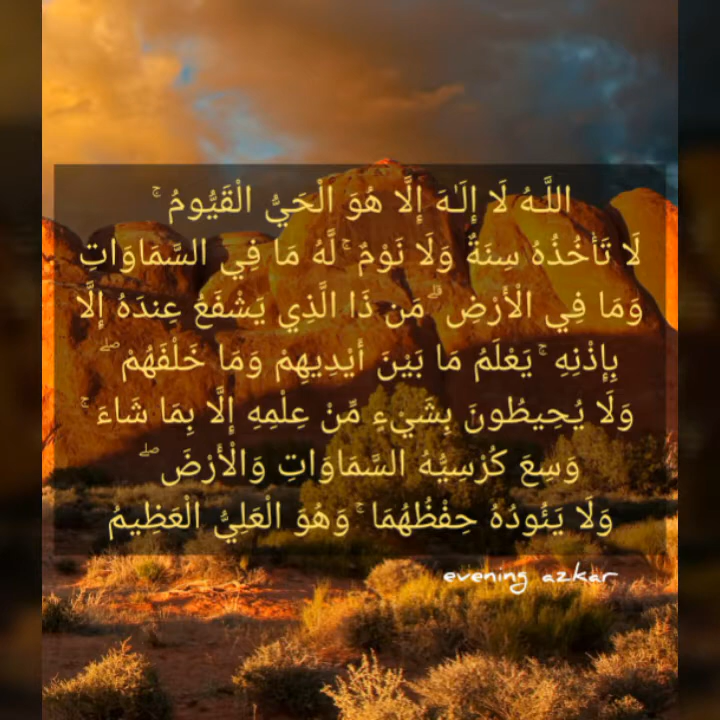 اللَّـهُ لَا إِلَـٰهَ إِلَّا هُوَ الْحَيُّ الْقَيُّومُ ۚ
لَا تَأْخُذُهُ سِنَةٌ وَلَا نَوْمٌ ۚ لَّهُ مَا فِي السَّمَاوَاتِ
وَمَا فِي الْأَرْضِ ۗ مَن ذَا الَّذِي يَشْفَعُ عِندَهُ إِلَّا
بِإِذْنِهِ ۚ يَعْلَمُ مَا بَيْنَ أَيْدِيهِمْ وَمَا خَلْفَهُمْ ۖ
وَلَا يُحِيطُونَ بِشَيْءٍ مِّنْ عِلْمِهِ إِلَّا بِمَا شَاءَ ۚ
وَسِعَ كُرْسِيُّهُ السَّمَاوَاتِ وَالْأَرْضَ ۖ
وَلَا يَئُودُهُ حِفْظُهُمَا ۚ وَهُوَ الْعَلِيُّ الْعَظِيمُ
evening azkar